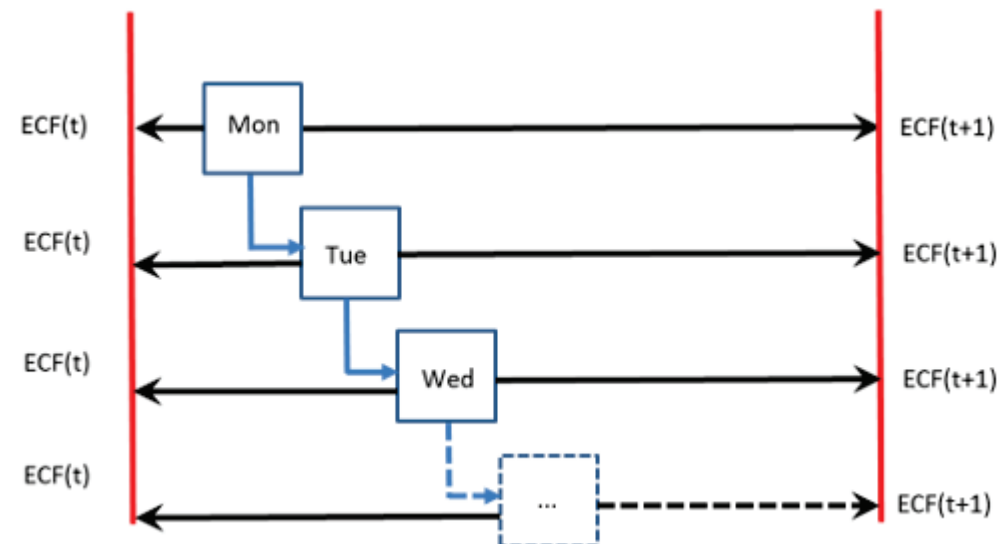 ECF(t)
Mon
ECF(t+1)
ECF(t)
Tue
ECF(t+1)
ECF(t)
Wed
ECF(t+1)
ECF(t)
...
ECF(t+1)